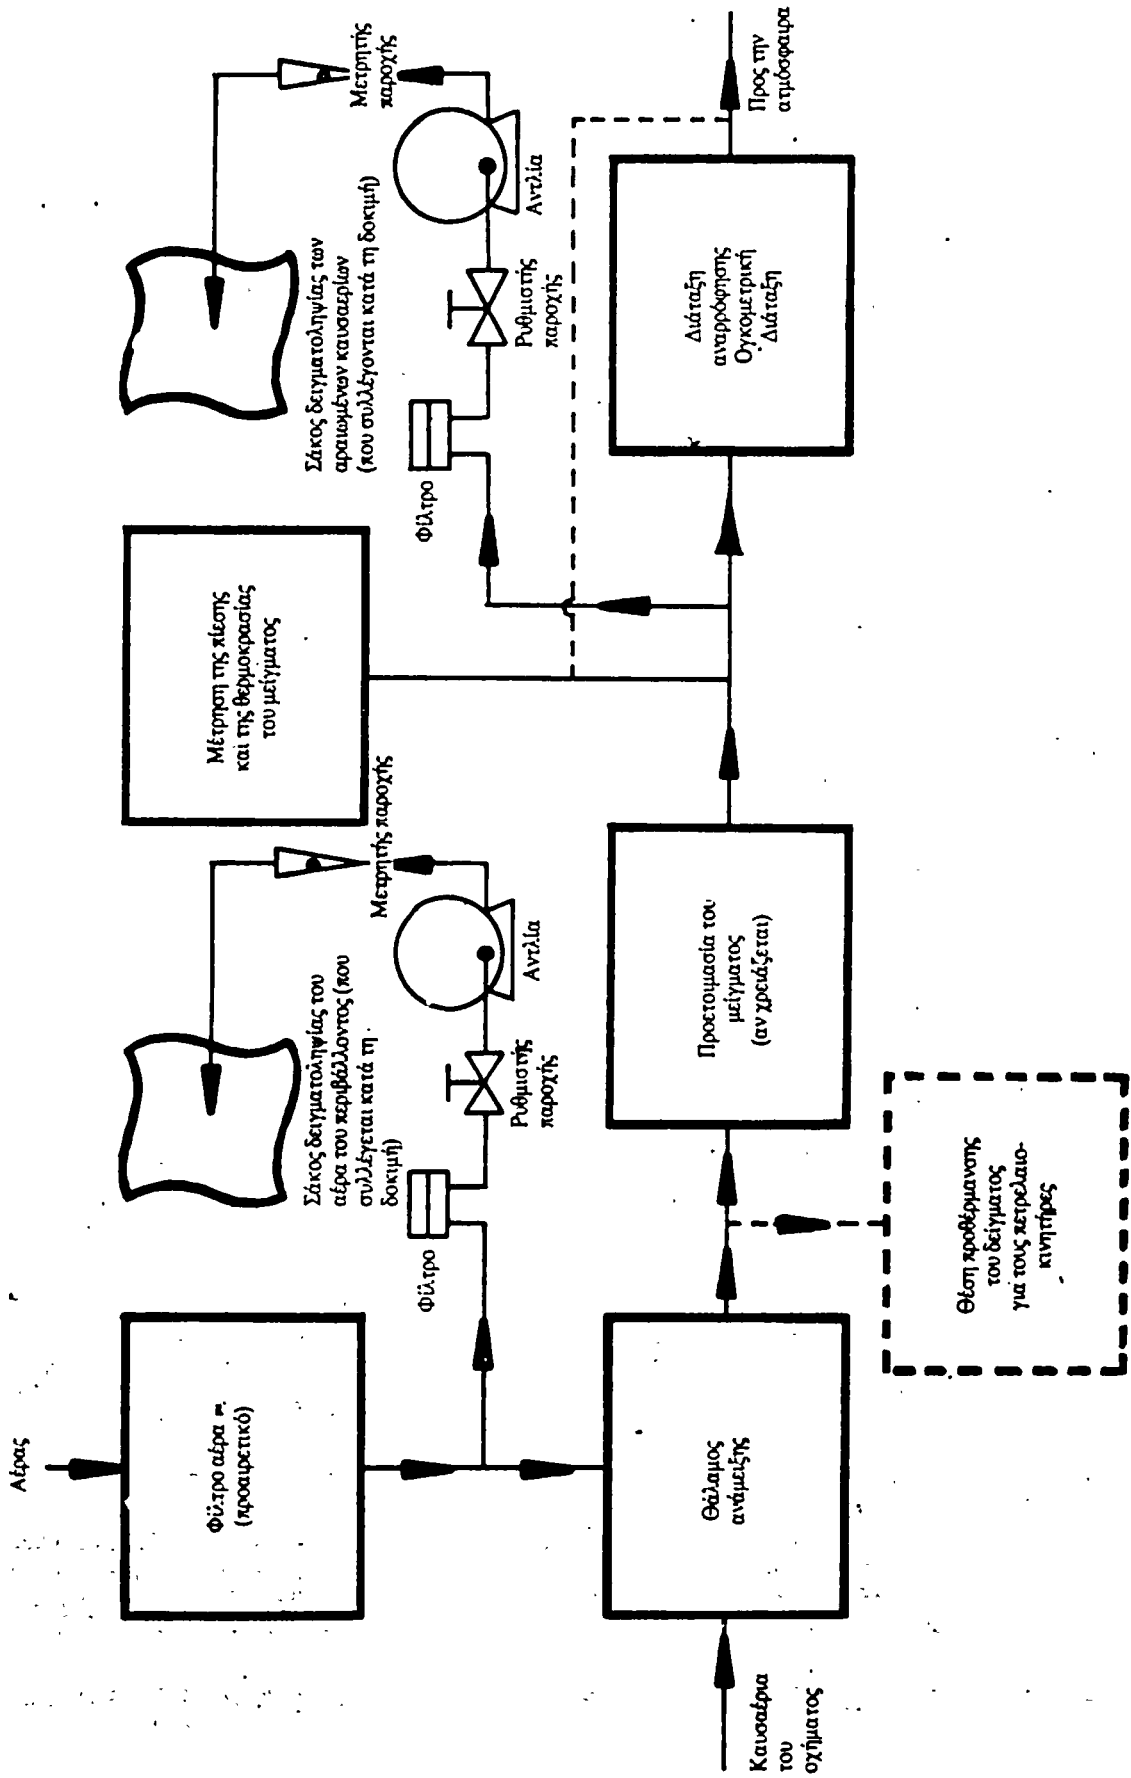 Αέρας
Φίλτρο αέρα
(προαιρετικό)
Σάκος δειγματοληψίας του
αέρα του περιβάλλοντος (που
συλλέγεται κατά τη
δοκιμή)
Φίλτρο
Ρυθμιστής
παροχής
Αντλία
Μετρητής παροχής
Μέτρηση της πίεσης
και της θερμοκρασίας
του μείγματος
Σάκος δειγματοληψίας των
αραιωμένων καυσαερίων
(που συλλέγονται κατά τη δοκιμή)
Φίλτρο
Ρυθμιστής
παροχής
Αντλία
Μετρητής
παροχής
Καυσαέρια
του
οχήματος
Θάλαμος
ανάμειξης
Προετοιμασία του
μείγματος
(αν χρειάζεται)
Διάταξη
αναρρόφησης
Ογκομετρική
Διάταξη
Προς την
ατμόσφαιρα
Θέση προθέρμανσης
του δείγματος
για τους πετρελαιο-
κινητήρες